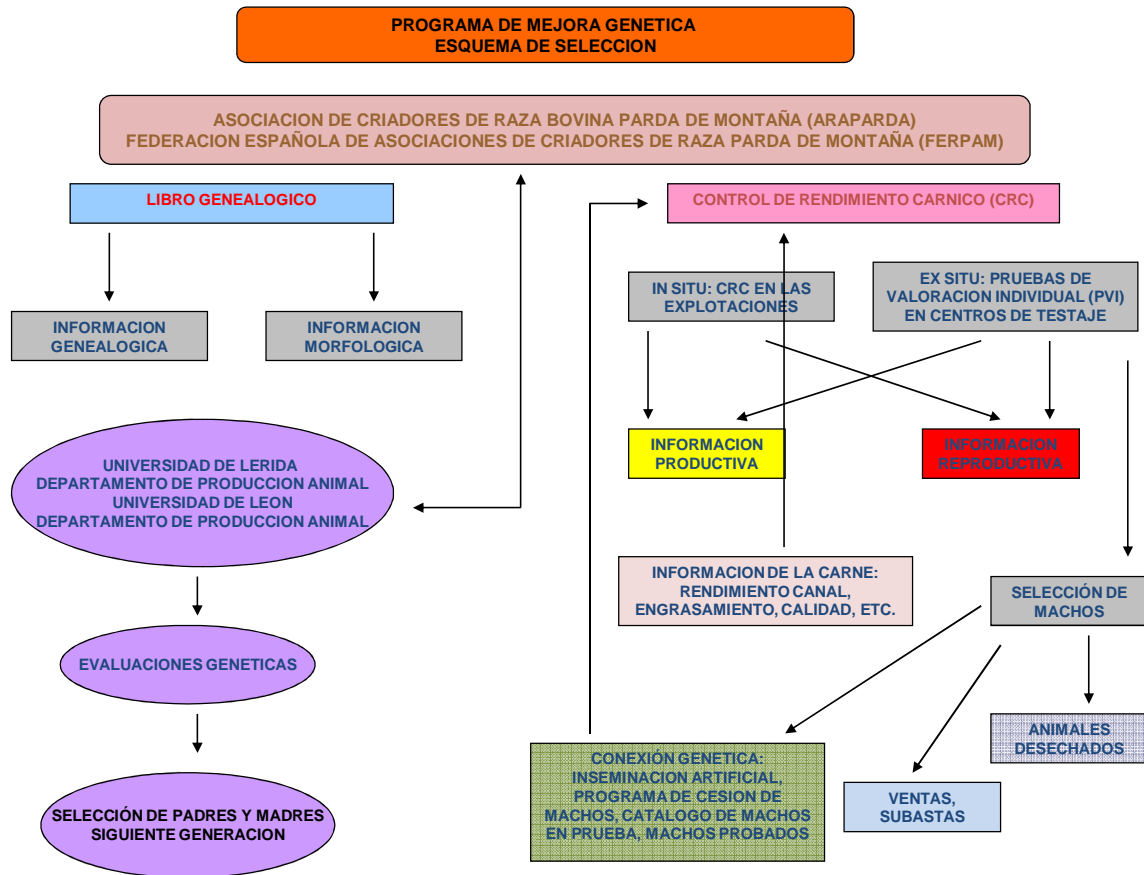 PROGRAMA DE MEJORA GENETICA
ESQUEMA DE SELECCION
ASOCIACION DE CRIADORES DE RAZA BOVINA PARDA DE MONTAÑA (ARAPARDA)
FEDERACION ESPAÑOLA DE ASOCIACIONES DE CRIADORES DE RAZA PARDA DE MONTAÑA (FERPAM)
LIBRO GENEALOGICO
CONTROL DE RENDIMIENTO CARNICO (CRC)
INFORMACION
GENEALOGICA
INFORMACION
MORFOLOGICA
IN SITU: CRC EN LAS
EXPLOTACIONES
EX SITU: PRUEBAS DE
VALORACION INDIVIDUAL (PVI)
EN CENTROS DE TESTAJE
INFORMACION
PRODUCTIVA
INFORMACION
REPRODUCTIVA
UNIVERSIDAD DE LERIDA
DEPARTAMENTO DE PRODUCCION ANIMAL
UNIVERSIDAD DE LEON
DEPARTAMENTO DE PRODUCCION ANIMAL
INFORMACION DE LA CARNE:
RENDIMIENTO CANAL,
ENGRASAMIENTO, CALIDAD, ETC.
SELECCIÓN DE
MACHOS
EVALUACIONES GENETICAS
ANIMALES
DESECHADOS
CONEXIÓN GENETICA:
INSEMINACION ARTIFICIAL,
PROGRAMA DE CESION DE
MACHOS, CATALOGO DE MACHOS
EN PRUEBA, MACHOS PROBADOS
VENTAS,
SUBASTAS
SELECCIÓN DE PADRES Y MADRES
SIGUIENTE GENERACION